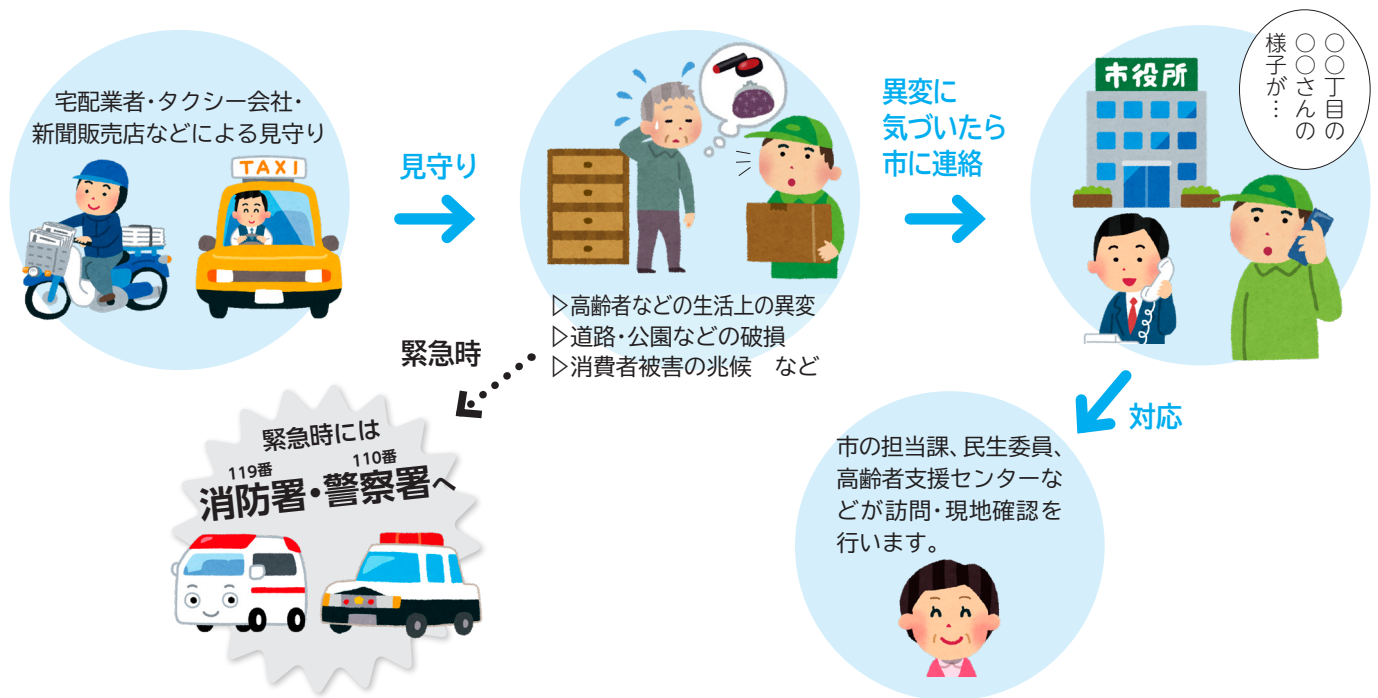 宅配業者・タクシー会社・
新聞販売店などによる見守り
TAXI
見守り
異変に
気づいたら
市に連絡
市役所
○○丁目の
○○さんの
様子が…
▷高齢者などの生活上の異変
▷道路・公園などの破損
▷消費者被害の兆候　など
緊急時
緊急時には
119番 110番
消防署・警察署へ
対応
市の担当課、民生委員、
高齢者支援センターな
どが訪問・現地確認を
行います。